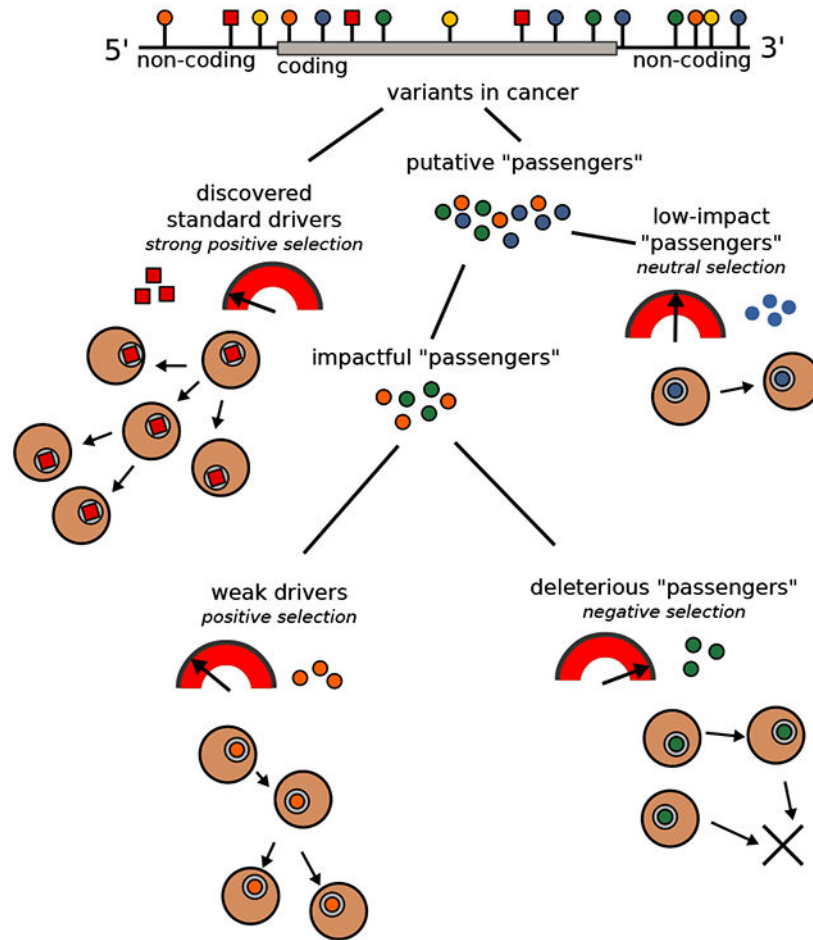 5'
3'
non-coding
coding
non-coding
variants in cancer
putative "passengers"
discovered
standard drivers
strong positive selection
low-impact
"passengers"
neutral selection
impactful "passengers"
weak drivers
positive selection
deleterious "passengers"
negative selection